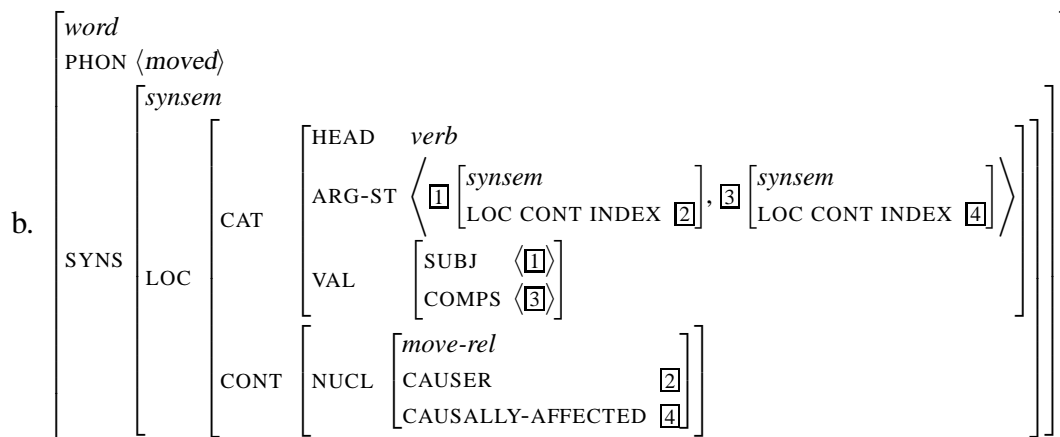 word
PHON ⟨moved⟩
synsem
HEAD verb
ARG-ST ⟨ 1 [synsem LOC CONT INDEX 2], 3 [synsem LOC CONT INDEX 4] ⟩
CAT
b.
SYNS LOC VAL [SUBJ ⟨1⟩ COMPS ⟨3⟩]
move-rel
CONT NUCL CAUSER 2
CAUSALLY-AFFECTED 4